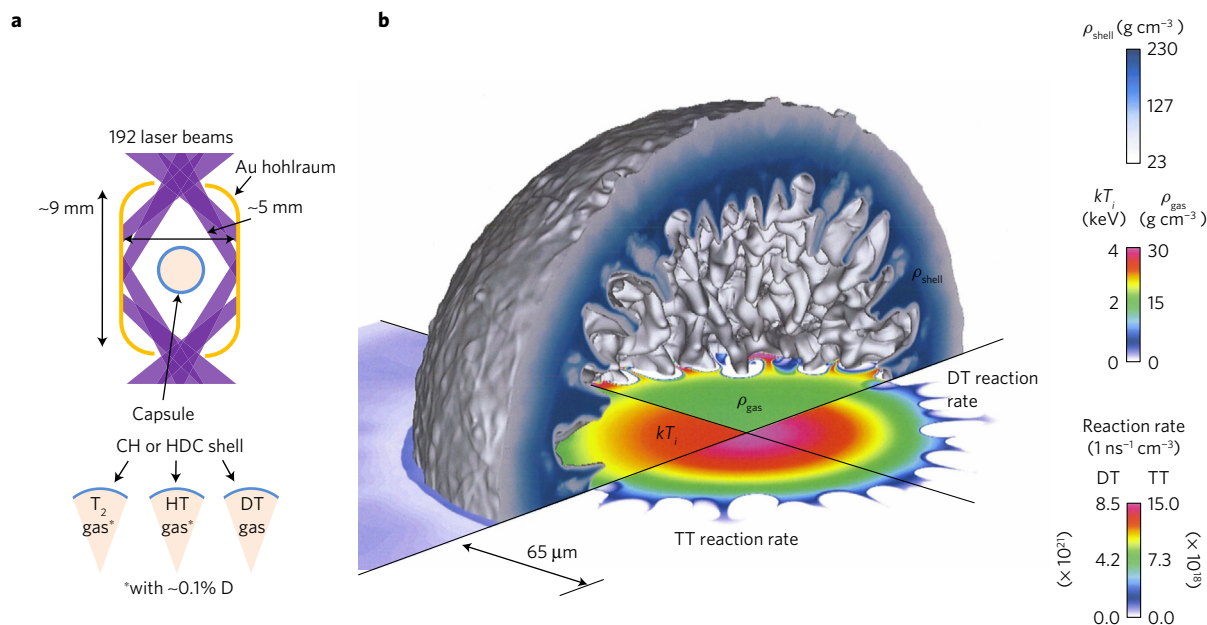 a
192 laser beams
Au hohlraum
~9 mm
~5 mm
Capsule
CH or HDC shell
T₂
gas*
HT
gas*
DT
gas
*with ~0.1% D
b
ρshell
ρgas
kTᵢ
DT reaction
rate
TT reaction rate
65 μm
ρshell (g cm⁻³)
230
127
23
kTᵢ ρgas
(keV) (g cm⁻³)
4 30
2 15
0 0
Reaction rate
(1 ns⁻¹ cm⁻³)
DT TT
8.5 15.0
4.2 7.3
0.0 0.0
(× 10²¹)
(× 10¹⁸)